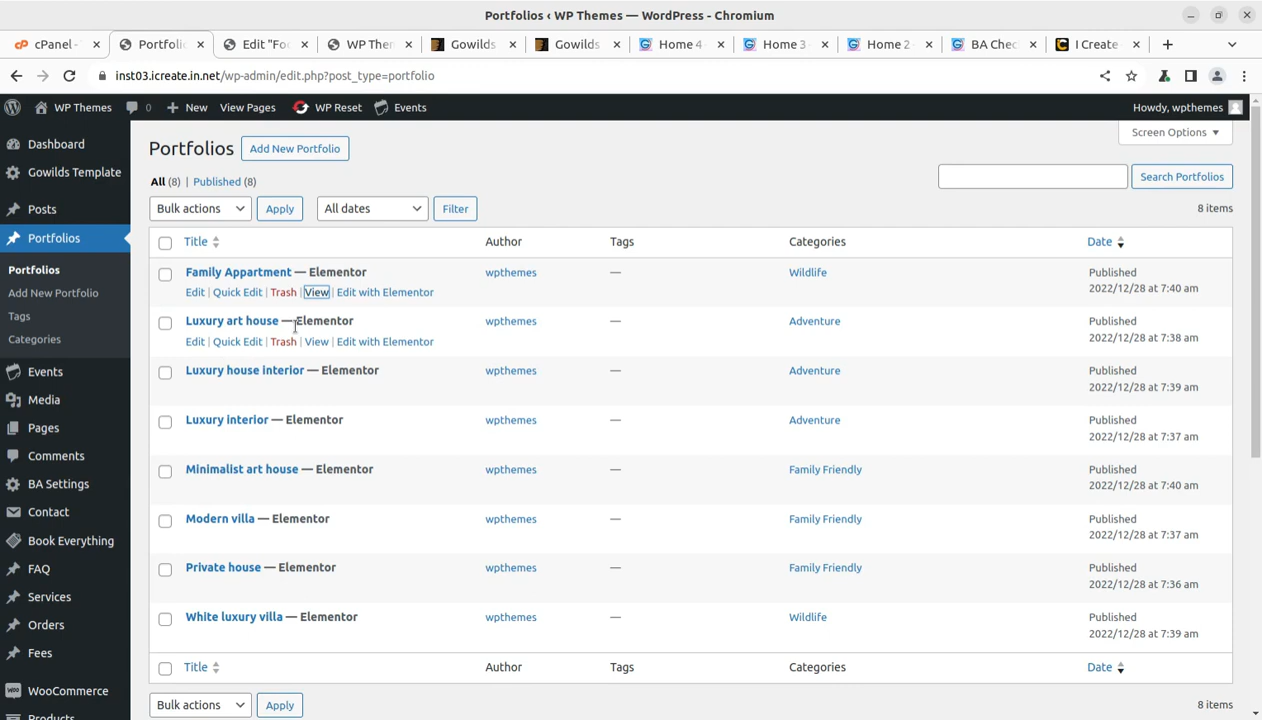 Portfolios ‹ WP Themes — WordPress - Chromium
cPanel - Portfoli Edit "Fo WP Them Gowilds Gowilds Home 4 - Home 3 - Home 2 - BA Chec I Create
inst03.icreate.in.net/wp-admin/edit.php?post_type=portfolio
WP Themes 0 New View Pages WP Reset Events Howdy, wpthemes
Screen Options
Dashboard
Gowilds Template
Posts
Portfolios
Portfolios
Add New Portfolio
Tags
Categories
Events
Media
Pages
Comments
BA Settings
Contact
Book Everything
FAQ
Services
Orders
Fees
WooCommerce
Products
Portfolios Add New Portfolio
All (8) | Published (8)
Search Portfolios
Bulk actions Apply All dates Filter 8 items
Title Author Tags Categories Date
Family Appartment — Elementor wpthemes — Wildlife Published
Edit | Quick Edit | Trash | View | Edit with Elementor 2022/12/28 at 7:40 am
Luxury art house — Elementor wpthemes — Adventure Published
Edit | Quick Edit | Trash | View | Edit with Elementor 2022/12/28 at 7:38 am
Luxury house interior — Elementor wpthemes — Adventure Published
2022/12/28 at 7:39 am
Luxury interior — Elementor wpthemes — Adventure Published
2022/12/28 at 7:37 am
Minimalist art house — Elementor wpthemes — Family Friendly Published
2022/12/28 at 7:40 am
Modern villa — Elementor wpthemes — Family Friendly Published
2022/12/28 at 7:37 am
Private house — Elementor wpthemes — Family Friendly Published
2022/12/28 at 7:36 am
White luxury villa — Elementor wpthemes — Wildlife Published
2022/12/28 at 7:39 am
Title Author Tags Categories Date
Bulk actions Apply 8 items